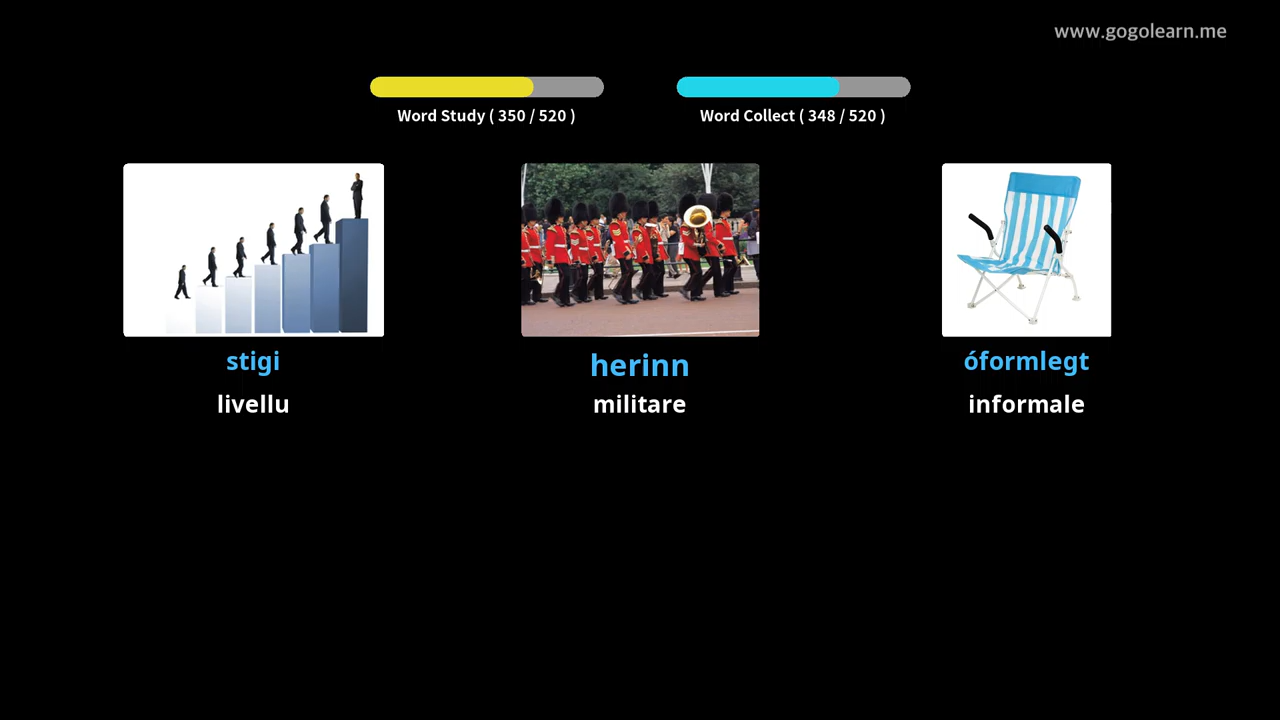 www.gogolearn.me
Word Study ( 350 / 520 )
Word Collect ( 348 / 520 )
stigi
herinn
óformlegt
livellu
militare
informale